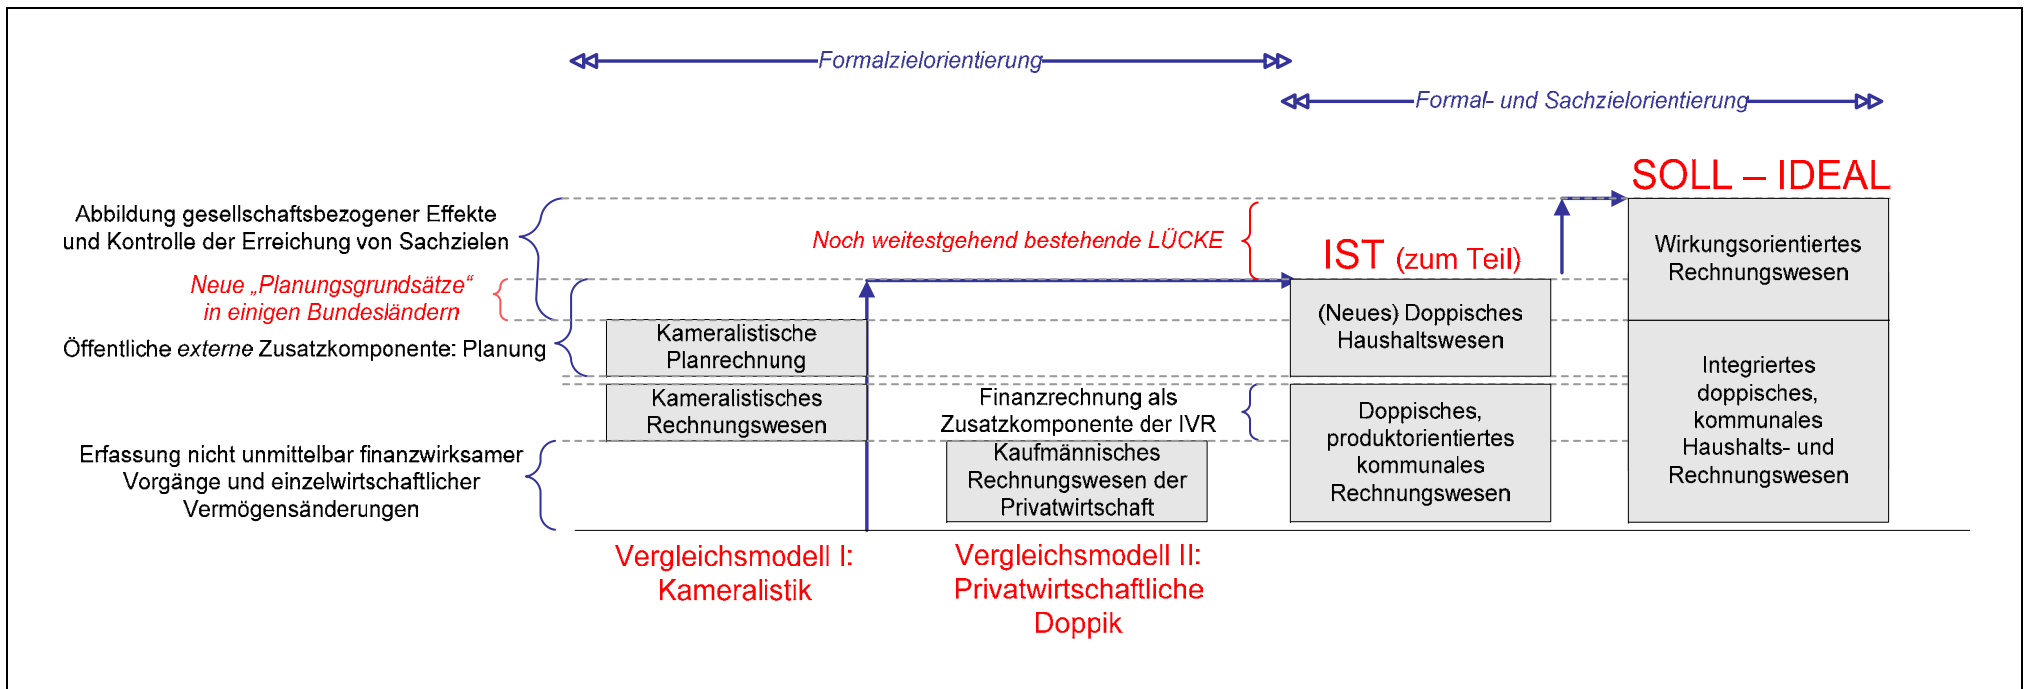 Formalzielorientierung
Formal- und Sachzielorientierung
SOLL – IDEAL
Abbildung gesellschaftsbezogener Effekte
und Kontrolle der Erreichung von Sachzielen
Noch weitestgehend bestehende LÜCKE
IST (zum Teil)
Wirkungsorientiertes
Rechnungswesen
Neue „Planungsgrundsätze“
in einigen Bundesländern
Öffentliche externe Zusatzkomponente: Planung
Kameralistische
Planrechnung
(Neues) Doppisches
Haushaltswesen
Kameralistisches
Rechnungswesen
Finanzrechnung als
Zusatzkomponente der IVR
Doppisches,
produktorientiertes
kommunales
Rechnungswesen
Integriertes
doppisches,
kommunales
Haushalts- und
Rechnungswesen
Erfassung nicht unmittelbar finanzwirksamer
Vorgänge und einzelwirtschaftlicher
Vermögensänderungen
Kaufmännisches
Rechnungswesen der
Privatwirtschaft
Vergleichsmodell I:
Kameralistik
Vergleichsmodell II:
Privatwirtschaftliche
Doppik